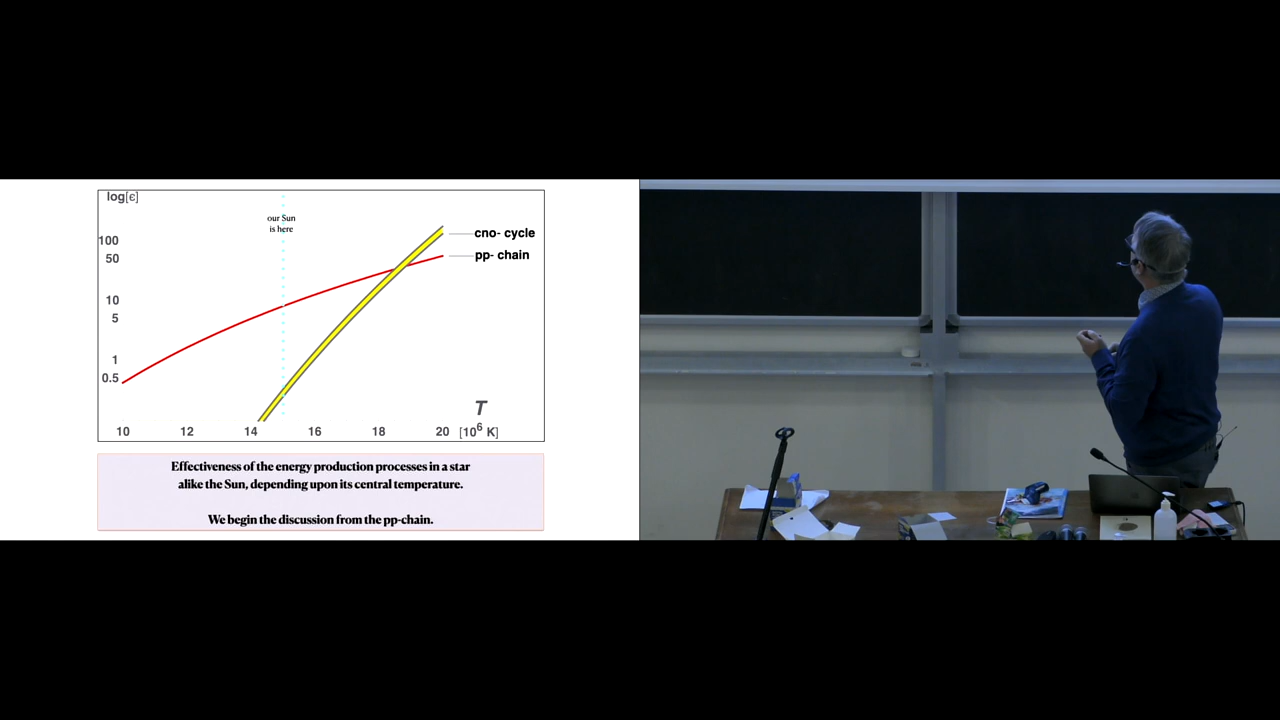 log[ϵ]
our Sun
is here
100
50
10
5
1
0.5
cno- cycle
pp- chain
T
10 12 14 16 18 20 [10⁶ K]
Effectiveness of the energy production processes in a star
alike the Sun, depending upon its central temperature.
We begin the discussion from the pp-chain.